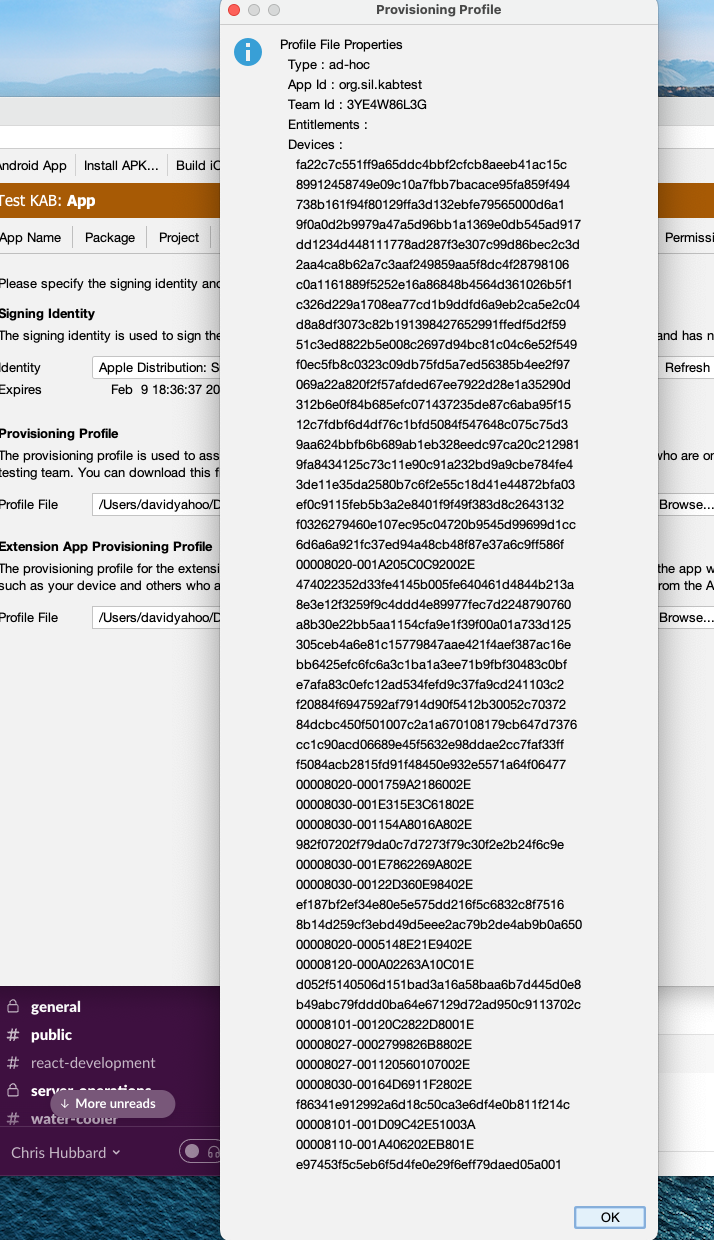 Provisioning Profile
Profile File Properties
Type : ad-hoc
App Id : org.sil.kabtest
Team Id : 3YE4W86L3G
Entitlements :
Devices :
fa22c7c551ff9a65ddc4bbf2cfcb8aeeb41ac15c
89912458749e09c10a7fbb7bacace95fa859f494
738b161f94f80129ffa3d132ebfe79565000d6a1
9f0a0d2b9979a47a5d96bb1a1369e0db545ad917
dd1234d448111778ad287f3e307c99d86bec2c3d
2aa4ca8b62a7c3aaf249859aa5f8dc4f28798106
c0a1161889f5252e16a86848b4564d361026b5f1
c326d229a1708ea77cd1b9ddfd6a9eb2ca5e2c04
d8a8df3073c82b191398427652991ffedf5d2f59
51c3ed8822b5e008c2697d94bc81c04c6e52f549
f0ec5fb8c0323c09db75fd5a7ed56385b4ee2f97
069a22a820f2f57afded67ee7922d28e1a35290d
312b6e0f84b685efc071437235de87c6aba95f15
12c7fdbf6d4df76c1bfd5084f547648c075c75d3
9aa624bbfb6b689ab1eb328eedc97ca20c212981
9fa8434125c73c11e90c91a232bd9a9cbe784fe4
3de11e35da2580b7c6f2e55c18d41e44872bfa03
ef0c9115feb5b3a2e8401f9f49f383d8c2643132
f0326279460e107ec95c04720b9545d99699d1cc
6d6a6a921fc37ed94a48cb48f87e37a6c9ff586f
00008020-001A205C0C92002E
474022352d33fe4145b005fe640461d4844b213a
8e3e12f3259f9c4ddd4e89977fec7d2248790760
a8b30e22bb5aa1154cfa9e1f39f00a01a733d125
305ceb4a6e81c15779847aae421f4aef387ac16e
bb6425efc6fc6a3c1ba1a3ee71b9fbf30483c0bf
e7afa83c0efc12ad534fefd9c37fa9cd241103c2
f20884f6947592af7914d90f5412b30052c70372
84dcbc450f501007c2a1a670108179cb647d7376
cc1c90acd06689e45f5632e98ddae2cc7faf33ff
f5084acb2815fd91f48450e932e5571a64f06477
00008020-0001759A2186002E
00008030-001E315E3C61802E
00008030-001154A8016A802E
982f07202f79da0c7d7273f79c30f2e2b24f6c9e
00008030-001E7862269A802E
00008030-00122D360E98402E
ef187bf2ef34e80e5e575dd216f5c6832c8f7516
8b14d259cf3ebd49d5eee2ac79b2de4ab9b0a650
00008020-0005148E21E9402E
00008120-000A02263A10C01E
d052f5140506d151bad3a16a58baa6b7d445d0e8
b49abc79fddd0ba64e67129d72ad950c9113702c
00008101-00120C2822D8001E
00008027-0002799826B8802E
00008027-001120560107002E
00008030-00164D6911F2802E
f86341e912992a6d18c50ca3e6df4e0b811f214c
00008101-001D09C42E51003A
00008110-001A406202EB801E
e97453f5c5eb6f5d4fe0e29f6eff79daed05a001
OK
Android App Install APK... Build iO
Test KAB: App
App Name Package Project Permissi
Please specify the signing identity and
Signing Identity
The signing identity is used to sign the and has n
Identity Apple Distribution: S Refresh
Expires Feb 9 18:36:37 20
Provisioning Profile
The provisioning profile is used to ass who are on
testing team. You can download this f
Profile File /Users/davidyahoo/D Browse...
Extension App Provisioning Profile
The provisioning profile for the extensi the app w
such as your device and others who a rom the A
Profile File /Users/davidyahoo/D Browse...
general
# public
# react-development
server-operations
↓ More unreads
# water-cooler
Chris Hubbard